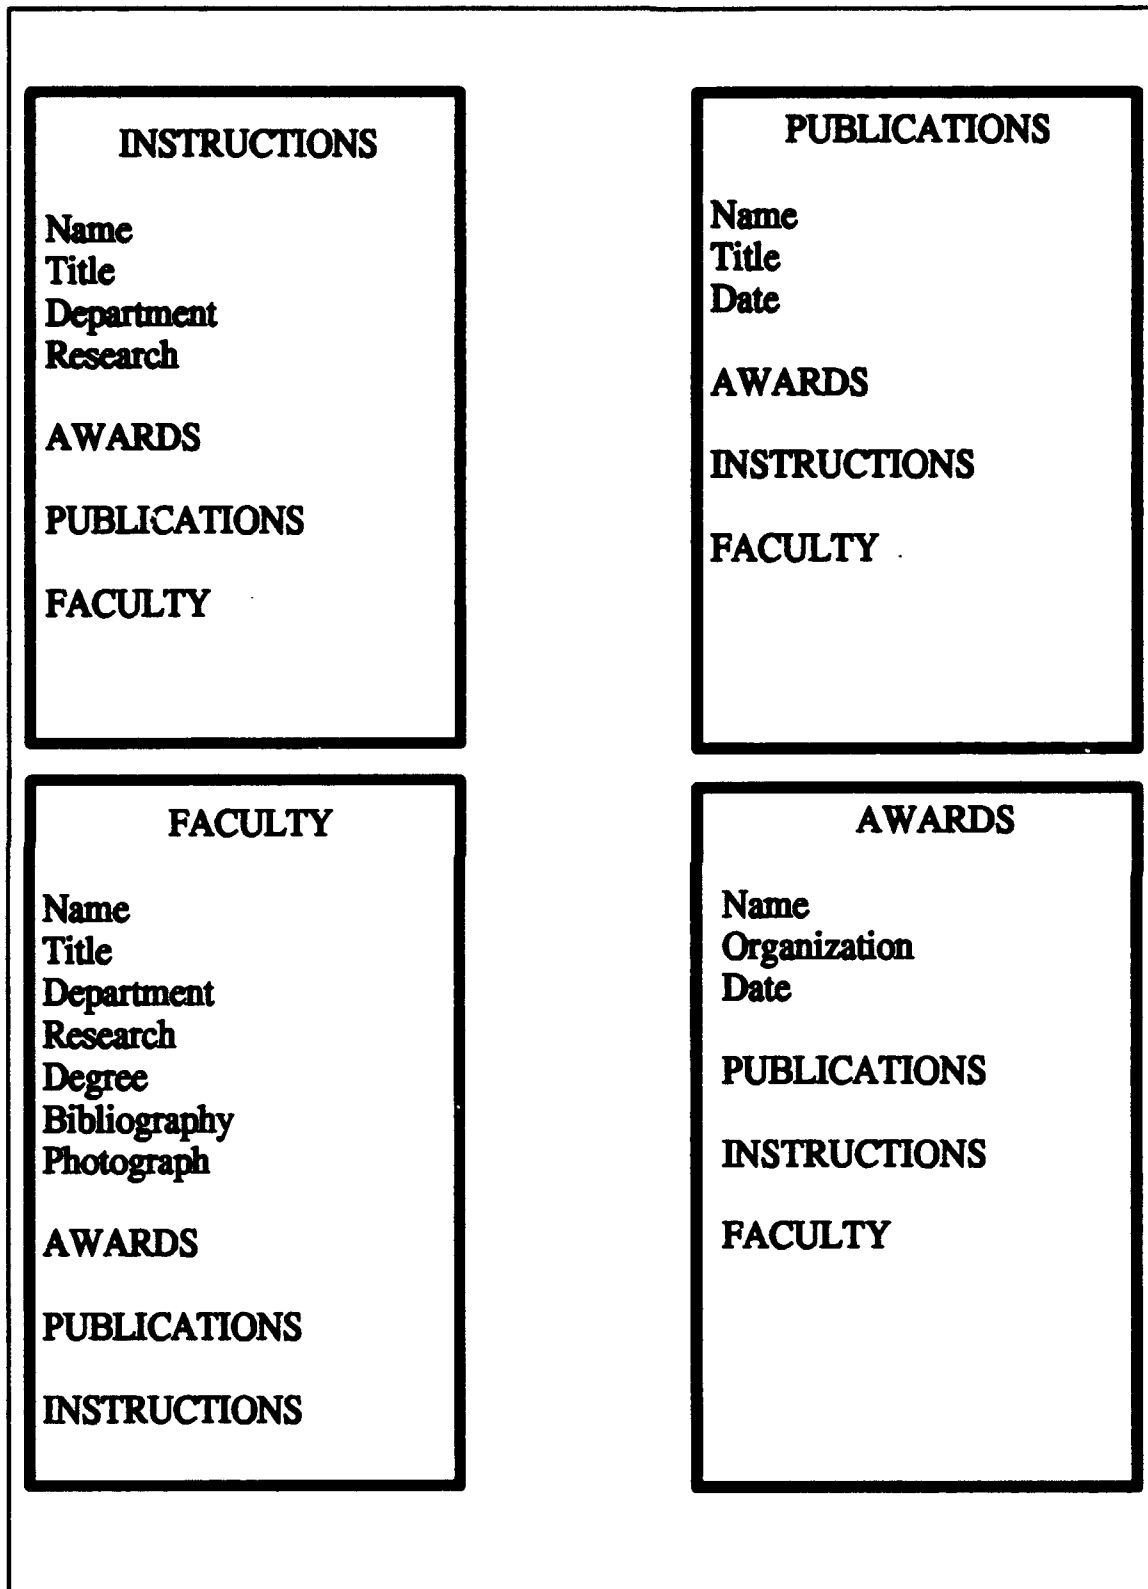 INSTRUCTIONS
Name
Title
Department
Research
AWARDS
PUBLICATIONS
FACULTY
PUBLICATIONS
Name
Title
Date
AWARDS
INSTRUCTIONS
FACULTY
FACULTY
Name
Title
Department
Research
Degree
Bibliography
Photograph
AWARDS
PUBLICATIONS
INSTRUCTIONS
AWARDS
Name
Organization
Date
PUBLICATIONS
INSTRUCTIONS
FACULTY